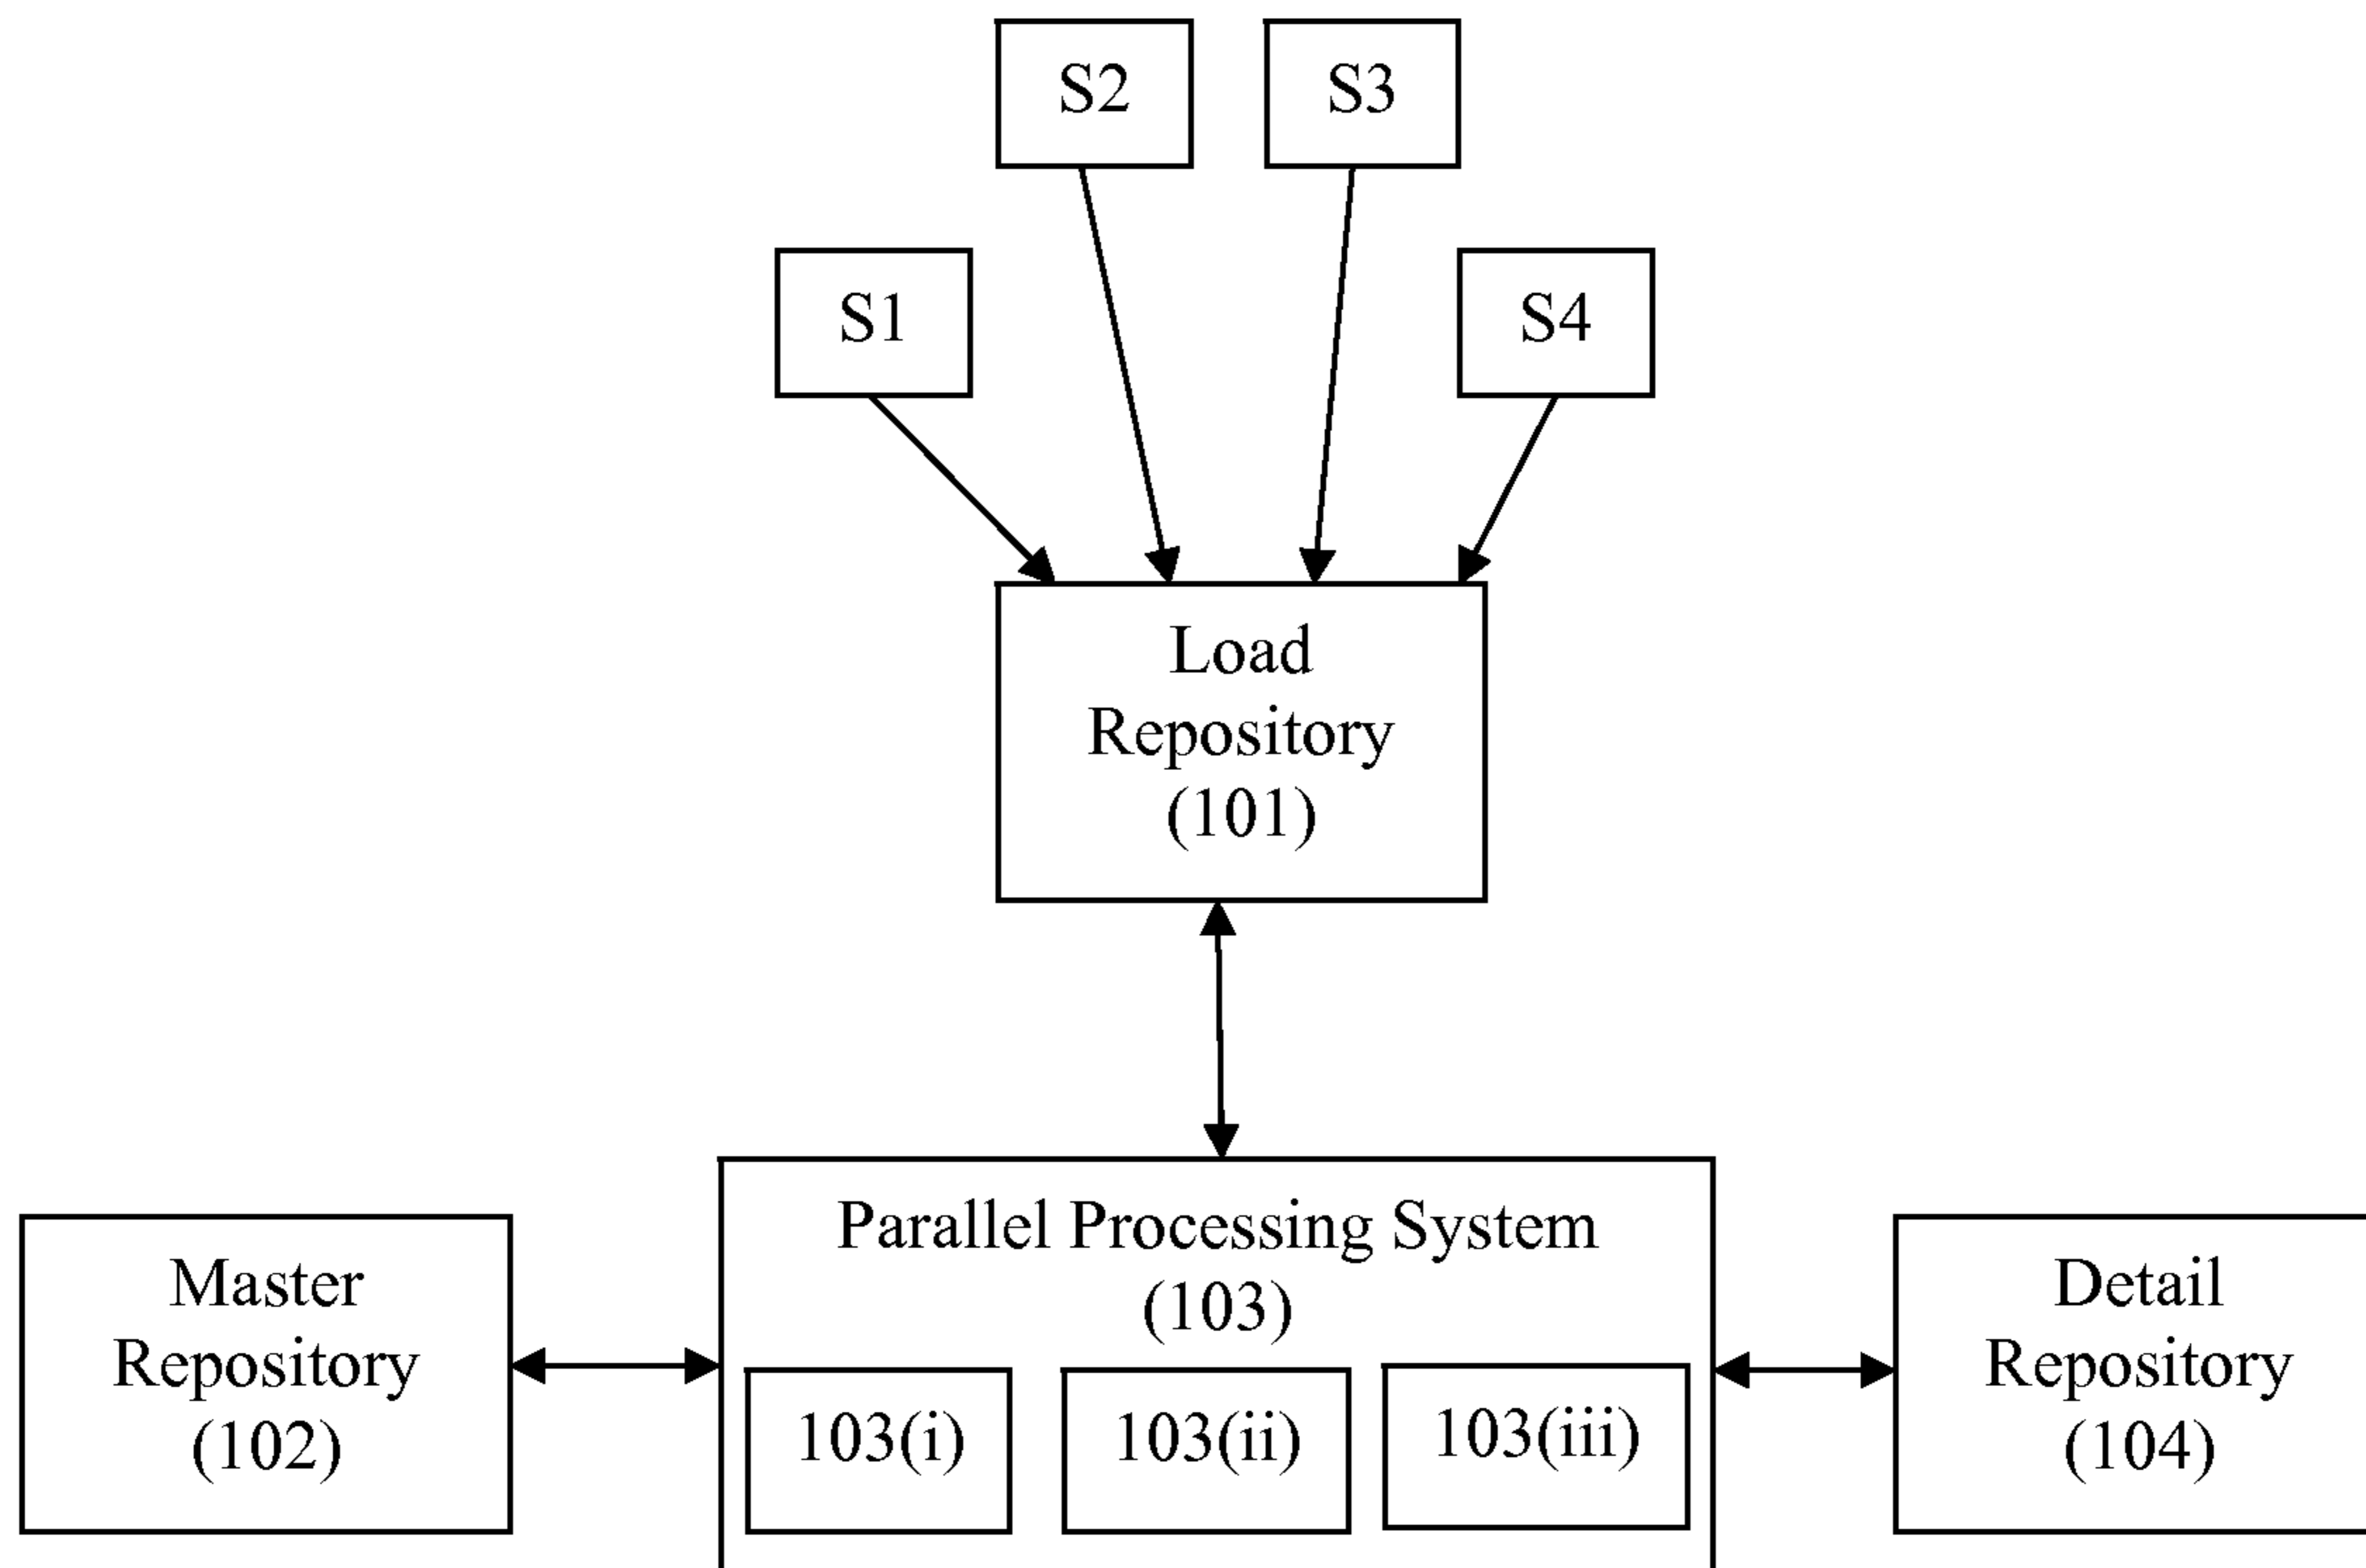 S2
S3
S1
S4
Load
Repository
(101)
Parallel Processing System
(103)
Master
Repository
(102)
103(i)
103(ii)
103(iii)
Detail
Repository
(104)